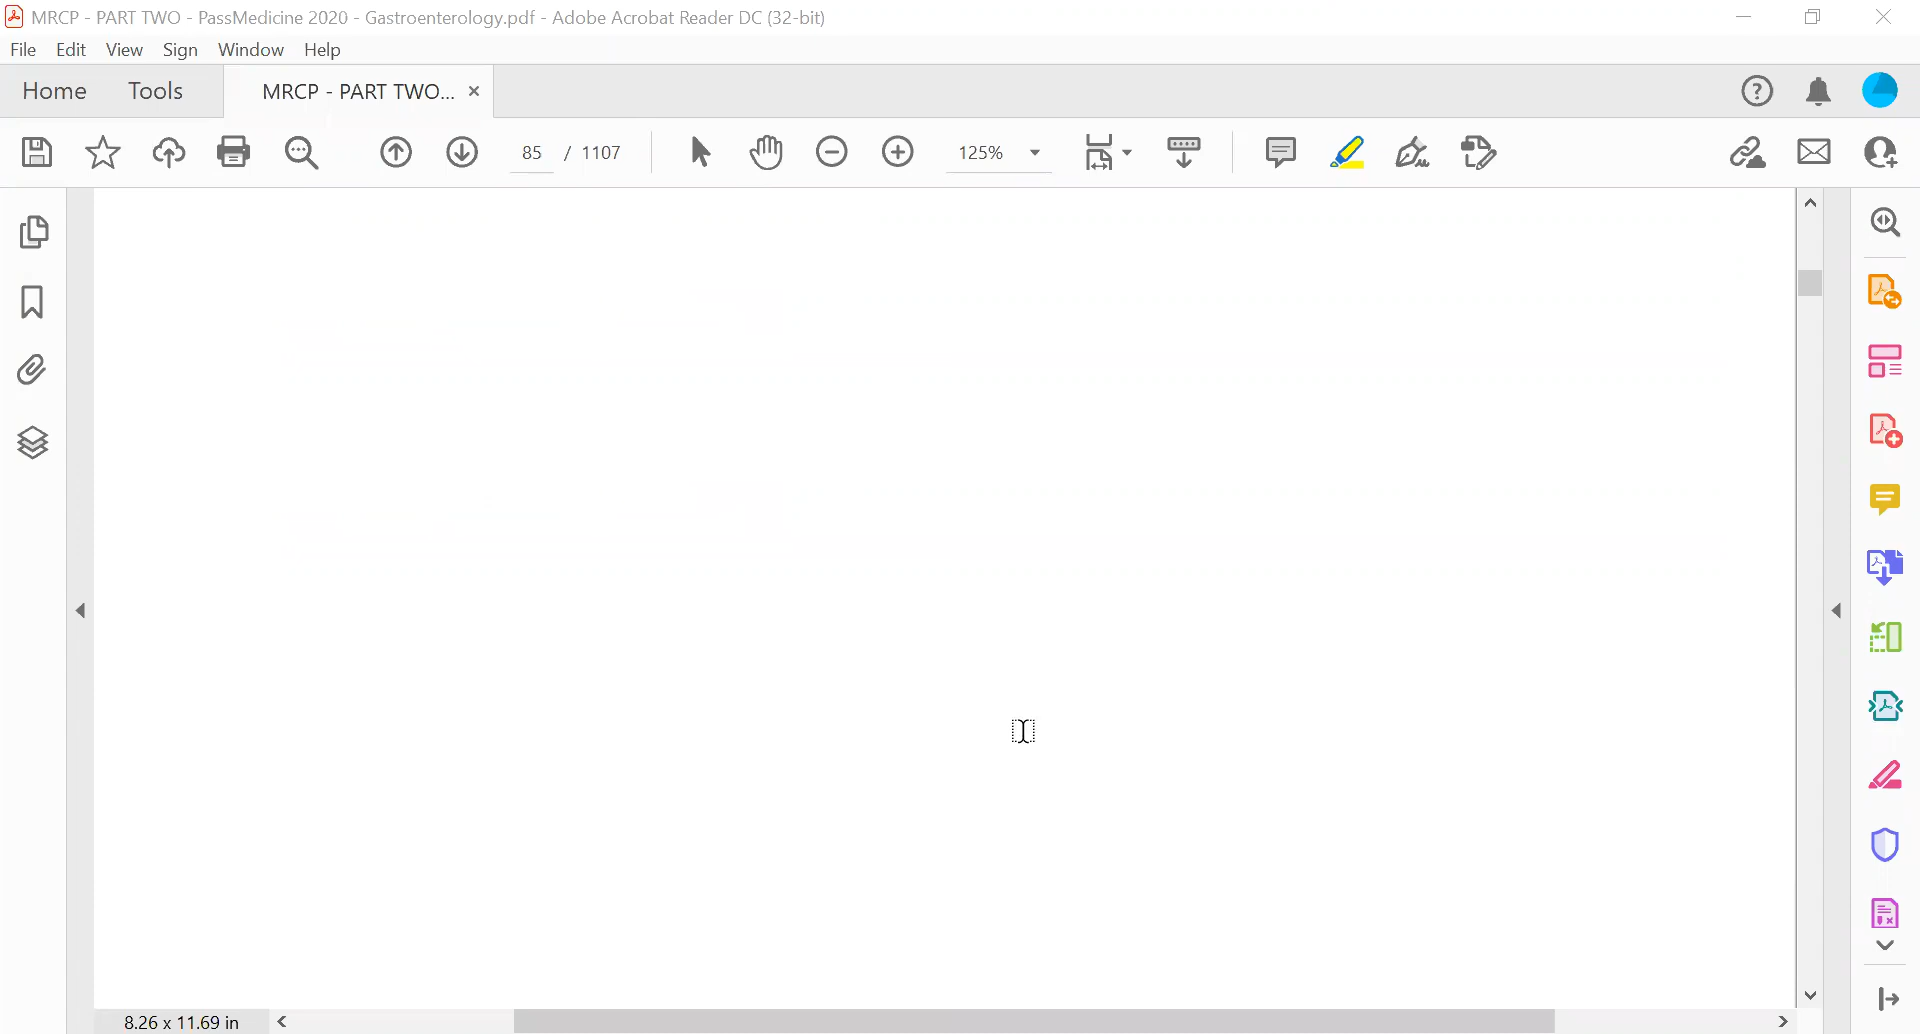 MRCP - PART TWO - PassMedicine 2020 - Gastroenterology.pdf - Adobe Acrobat Reader DC (32-bit)
File Edit View Sign Window Help
Home Tools MRCP - PART TWO...
85 / 1107 125%
8.26 x 11.69 in